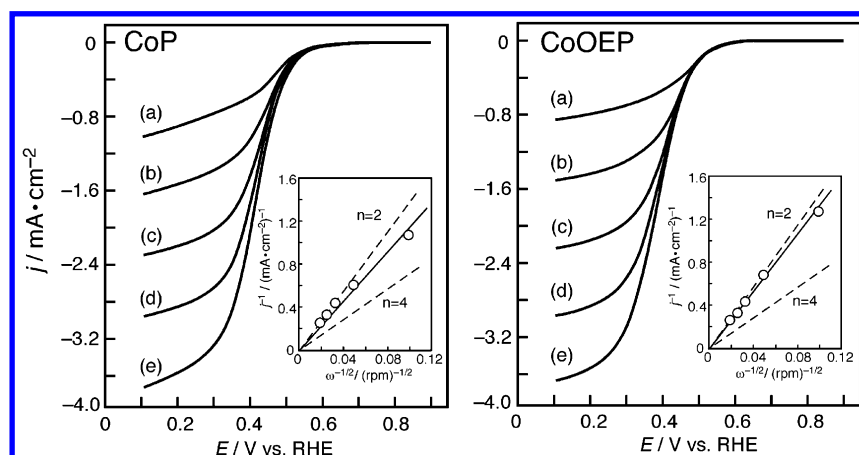 CoP
0
−0.8
−1.6
−2.4
−3.2
−4.0
j / mA•cm⁻²
(a)
(b)
(c)
(d)
(e)
0 0.2 0.4 0.6 0.8
E / V vs. RHE
1.6
1.2
0.8
0.4
0
j⁻¹ / (mA•cm⁻²)⁻¹
n=2
n=4
0 0.04 0.08 0.12
ω⁻¹/²/ (rpm)⁻¹/²
CoOEP
0
−0.8
−1.6
−2.4
−3.2
−4.0
(a)
(b)
(c)
(d)
(e)
0 0.2 0.4 0.6 0.8
E / V vs. RHE
1.6
1.2
0.8
0.4
0
j⁻¹ / (mA•cm⁻²)⁻¹
n=2
n=4
0 0.04 0.08 0.12
ω⁻¹/²/ (rpm)⁻¹/²